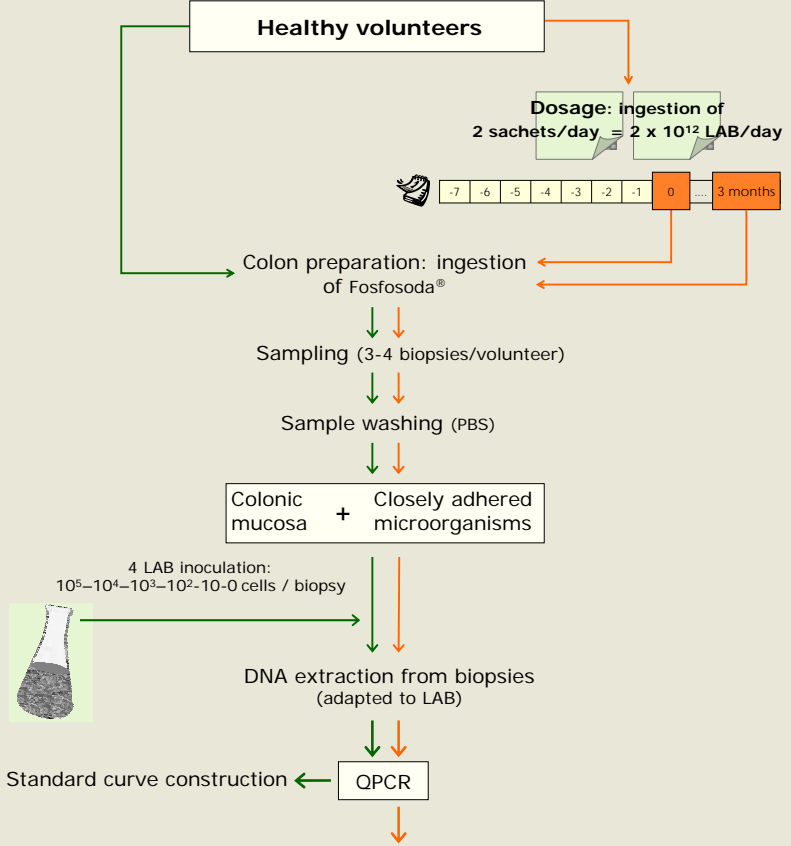 Healthy volunteers
Dosage: ingestion of
2 sachets/day = 2 x 10¹² LAB/day
-7 -6 -5 -4 -3 -2 -1 0 .... 3 months
Colon preparation: ingestion
of Fosfosoda®
Sampling (3-4 biopsies/volunteer)
Sample washing (PBS)
Colonic
mucosa
+
Closely adhered
microorganisms
4 LAB inoculation:
10⁵–10⁴–10³–10²-10-0 cells / biopsy
DNA extraction from biopsies
(adapted to LAB)
Standard curve construction
QPCR